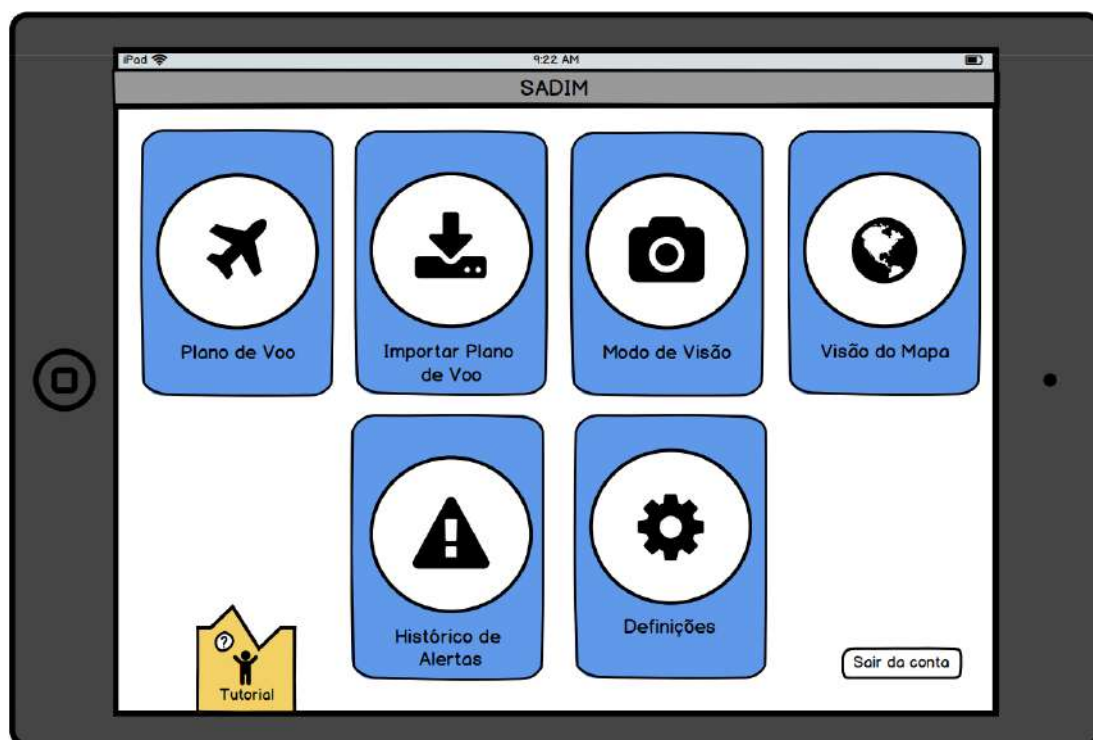 iPad
9:22 AM
SADIM
Plano de Voo
Importar Plano
de Voo
Modo de Visão
Visão do Mapa
Histórico de
Alertas
Definições
?
Tutorial
Sair da conta